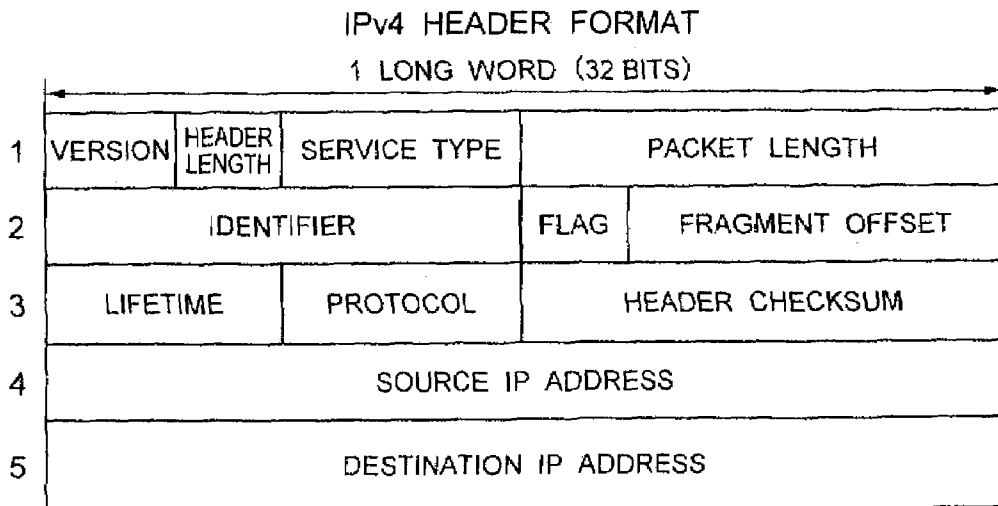 IPv4 HEADER FORMAT
1 LONG WORD (32 BITS)
1 VERSION HEADER LENGTH SERVICE TYPE PACKET LENGTH
2 IDENTIFIER FLAG FRAGMENT OFFSET
3 LIFETIME PROTOCOL HEADER CHECKSUM
4 SOURCE IP ADDRESS
5 DESTINATION IP ADDRESS